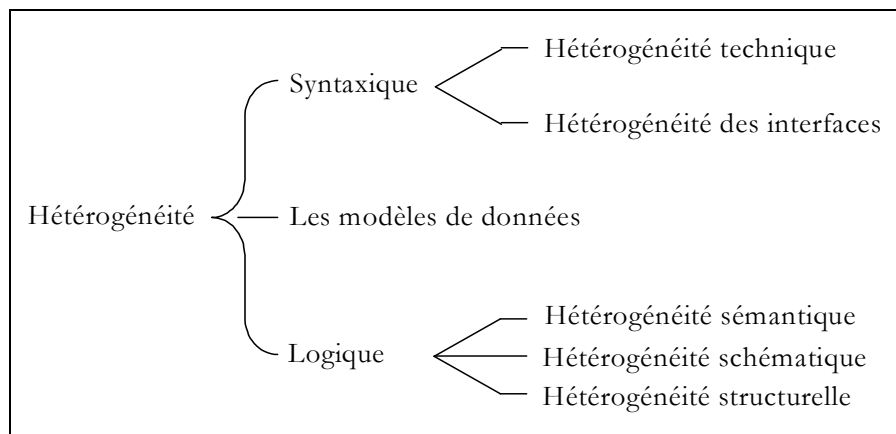 Hétérogénéité
Syntaxique
Hétérogénéité technique
Hétérogénéité des interfaces
Les modèles de données
Logique
Hétérogénéité sémantique
Hétérogénéité schématique
Hétérogénéité structurelle